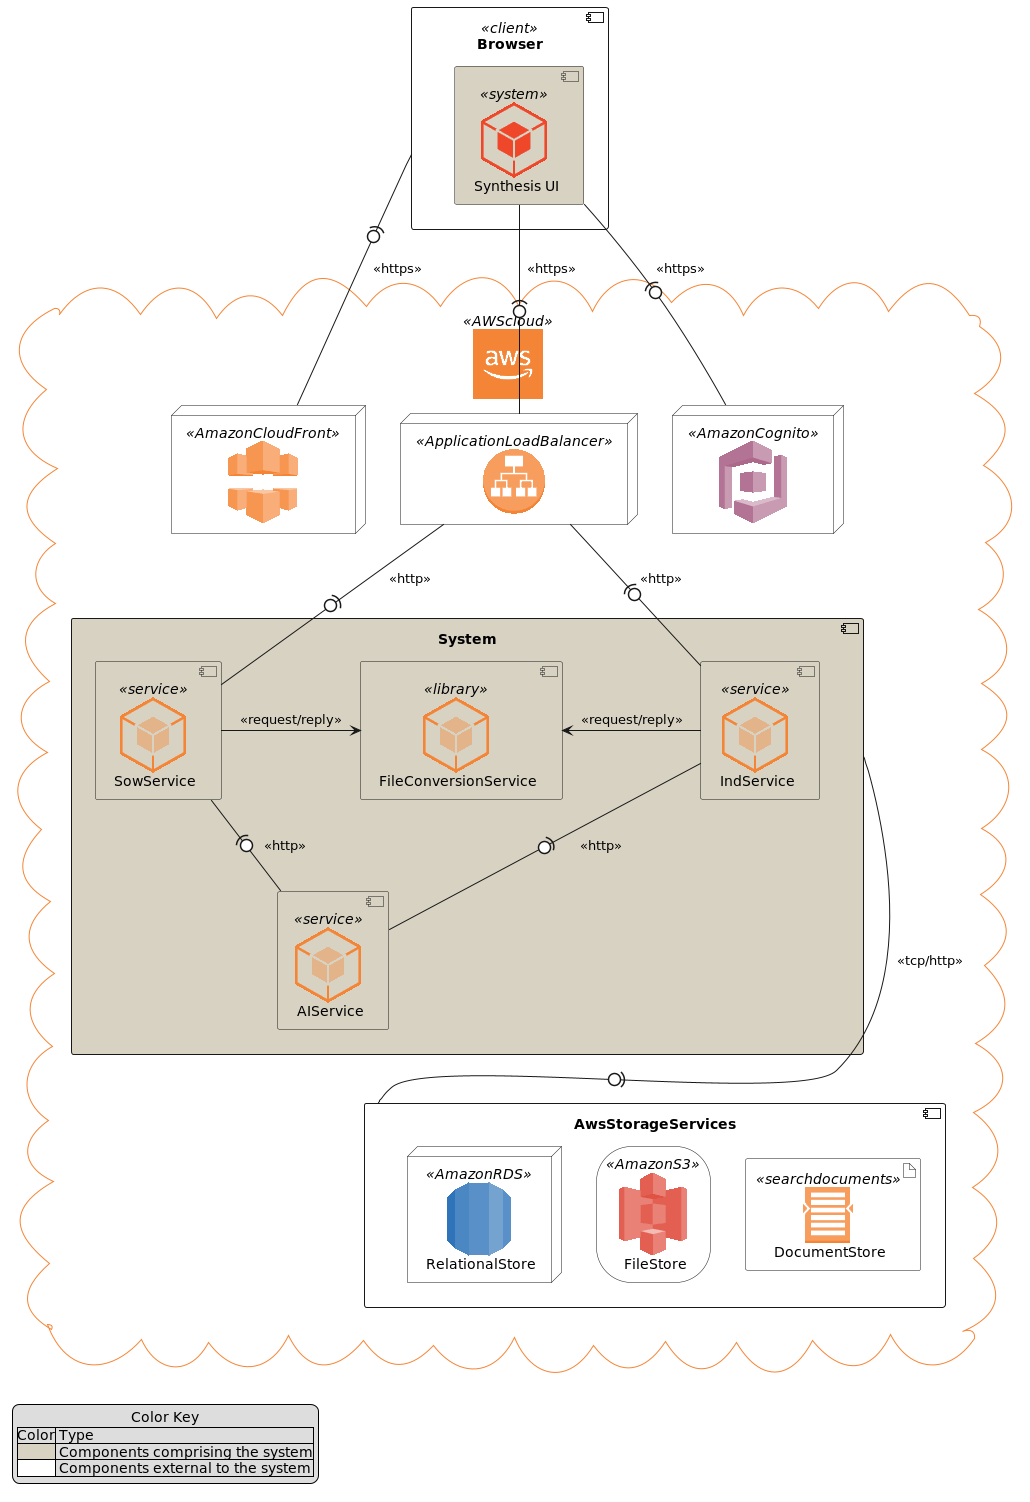 «client»
Browser
«system»
Synthesis UI
«https»
«https»
«https»
«AWScloud»
aws
«AmazonCloudFront»
«ApplicationLoadBalancer»
«AmazonCognito»
«http»
«http»
System
«service»
SowService
«request/reply»
«library»
FileConversionService
«request/reply»
«service»
IndService
«http»
«http»
«service»
AIService
«tcp/http»
AwsStorageServices
«AmazonRDS»
RelationalStore
«AmazonS3»
FileStore
«searchdocuments»
DocumentStore
Color Key
Color Type
Components comprising the system
Components external to the system